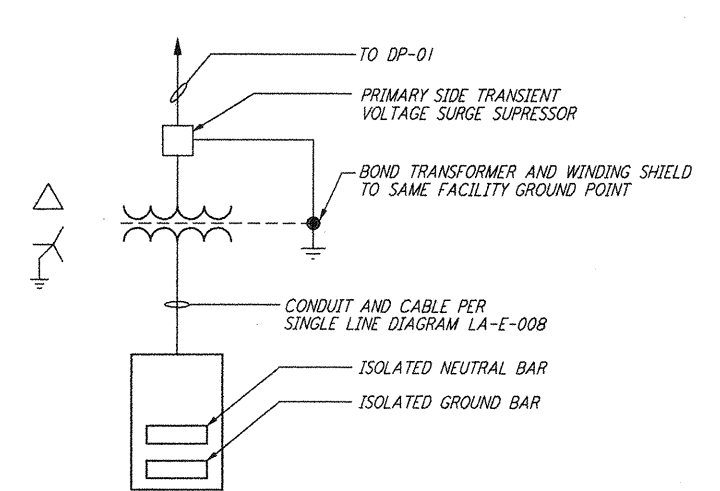 TO DP-01
PRIMARY SIDE TRANSIENT
VOLTAGE SURGE SUPRESSOR
BOND TRANSFORMER AND WINDING SHIELD
TO SAME FACILITY GROUND POINT
CONDUIT AND CABLE PER
SINGLE LINE DIAGRAM LA-E-008
ISOLATED NEUTRAL BAR
ISOLATED GROUND BAR